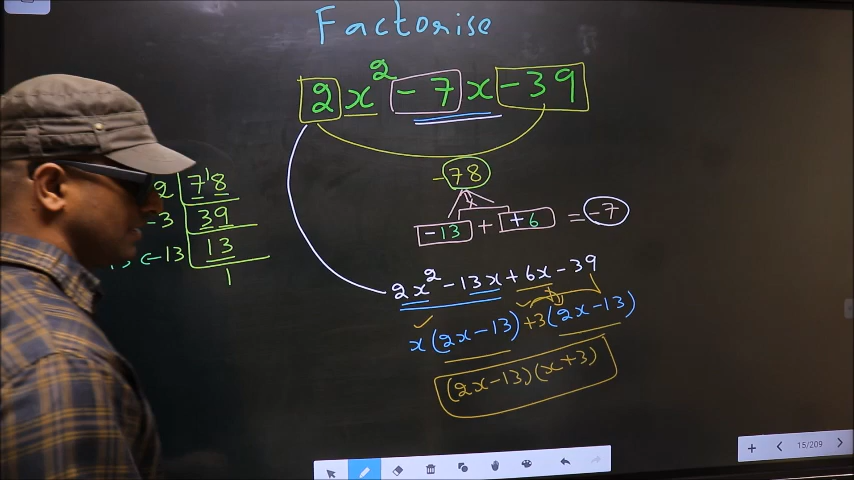 Factorise
2x² - 7x - 39
-78
-13 + +6 = -7
2 78
-3 39
13 ← -13 13
1
2x² - 13x + 6x - 39
x(2x-13)+3(2x-13)
(2x-13)(x+3)
15/209